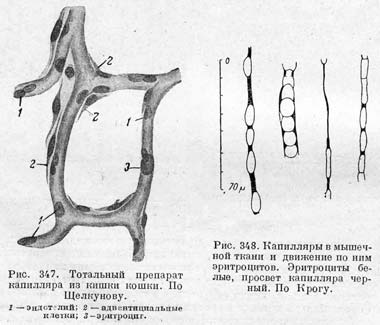 2
1
2
1
2
3
1
0
70 μ
Рис. 347. Тотальный препарат
капилляра из кишки кошки. По
Щелкунову.
1 — эндотелий; 2 — адвентициальные
клетки; 3 — эритроцит.
Рис. 348. Капилляры в мышеч-
ной ткани и движение по ним
эритроцитов. Эритроциты бе-
лые, просвет капилляра чер-
ный. По Крогу.